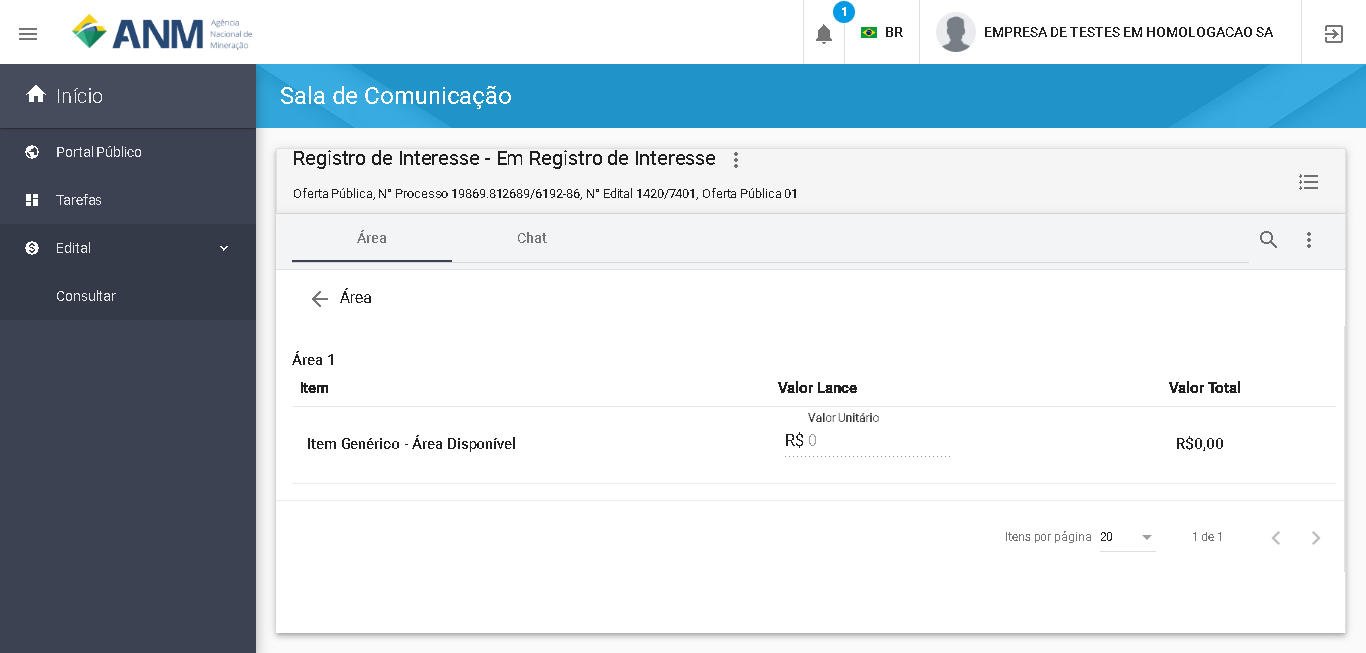 ANM Agência Nacional de Mineração
1
BR
EMPRESA DE TESTES EM HOMOLOGACAO SA
Início
Sala de Comunicação
Portal Público
Tarefas
Edital
Consultar
Registro de Interesse - Em Registro de Interesse
Oferta Pública, N° Processo 19869.812689/6192-86, N° Edital 1420/7401, Oferta Pública 01
Área Chat
Área
Área 1
Item Valor Lance Valor Total
Valor Unitário
Item Genérico - Área Disponível R$ 0 R$0,00
Itens por página 20 1 de 1